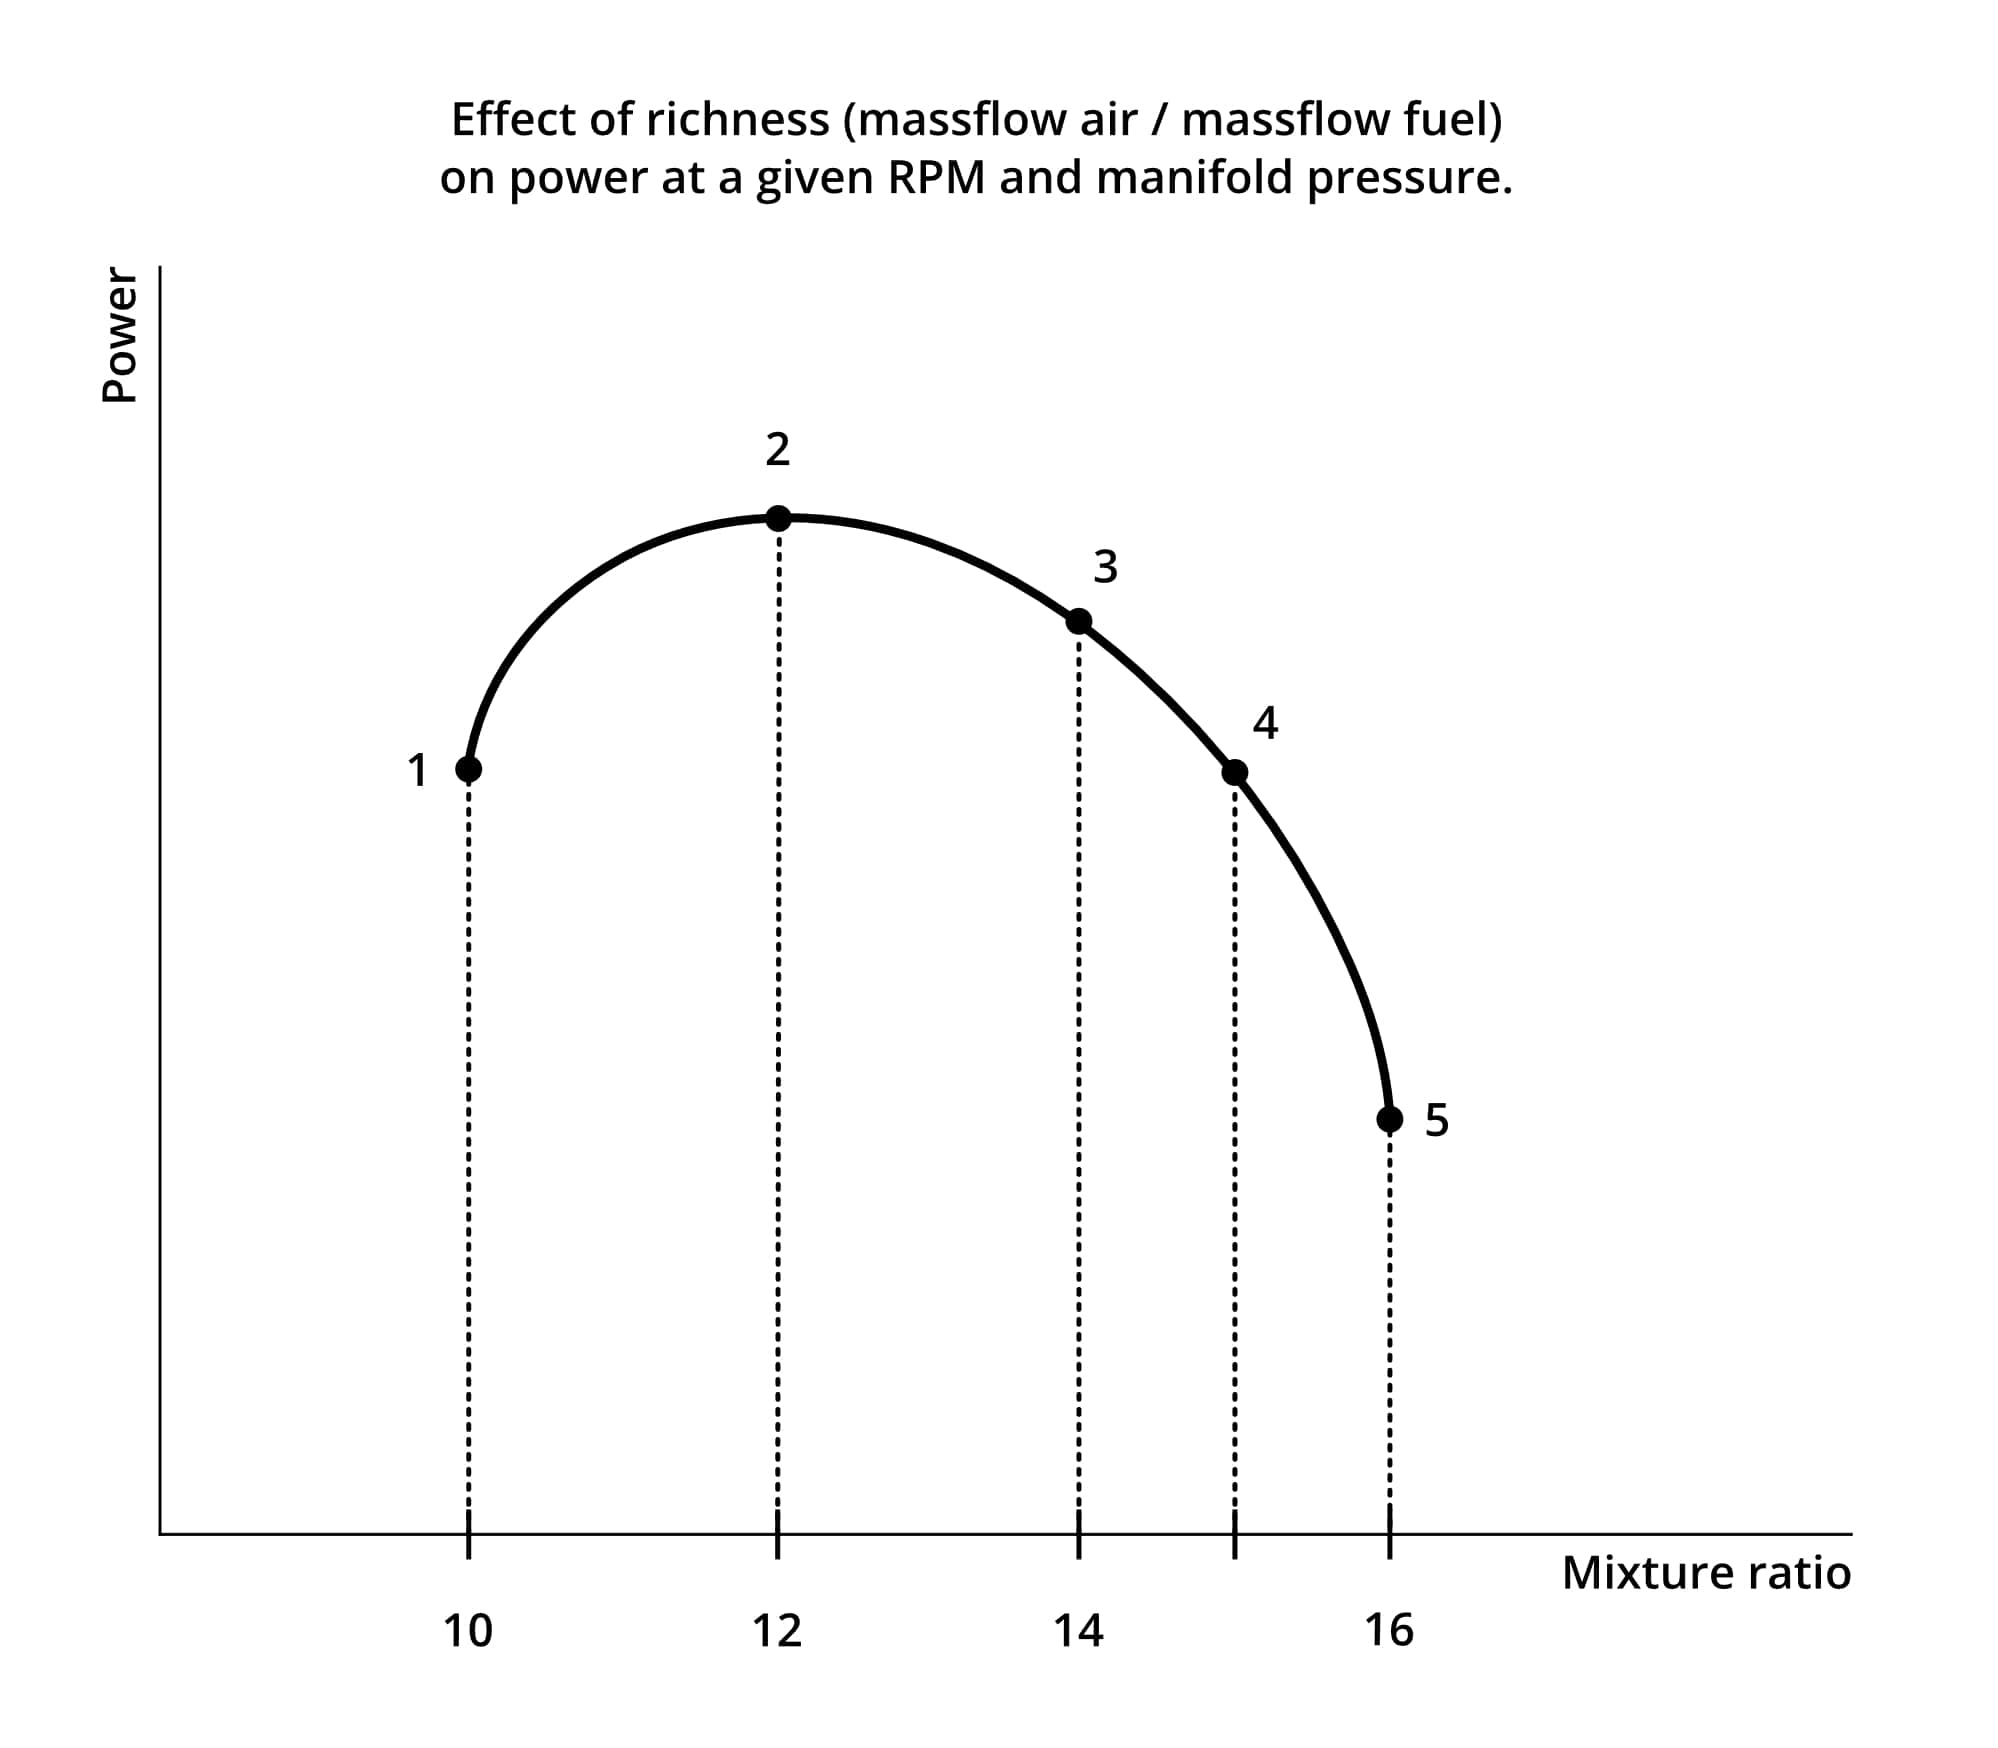 Effect of richness (massflow air / massflow fuel)
on power at a given RPM and manifold pressure.
Power
2
3
4
1
5
Mixture ratio
10
12
14
16